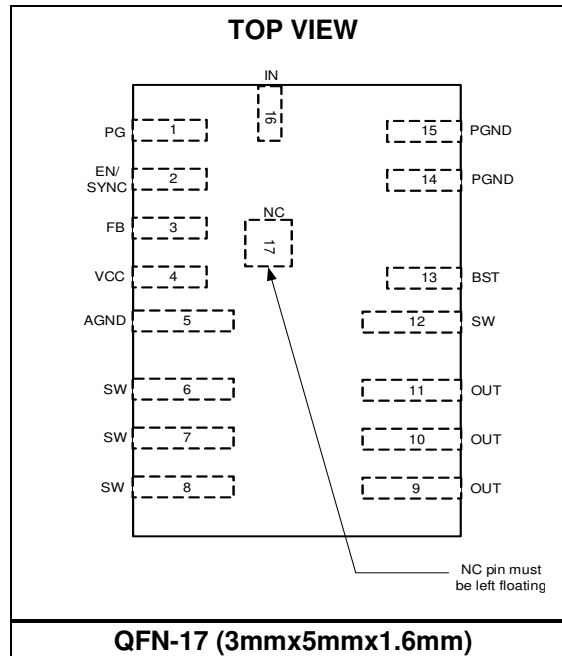 TOP VIEW
IN
16
PG 1
15 PGND
EN/
SYNC
2
14 PGND
FB 3
NC
17
VCC 4
13 BST
AGND 5
12 SW
SW 6
11 OUT
SW 7
10 OUT
SW 8
9 OUT
NC pin must
be left floating
QFN-17 (3mmx5mmx1.6mm)